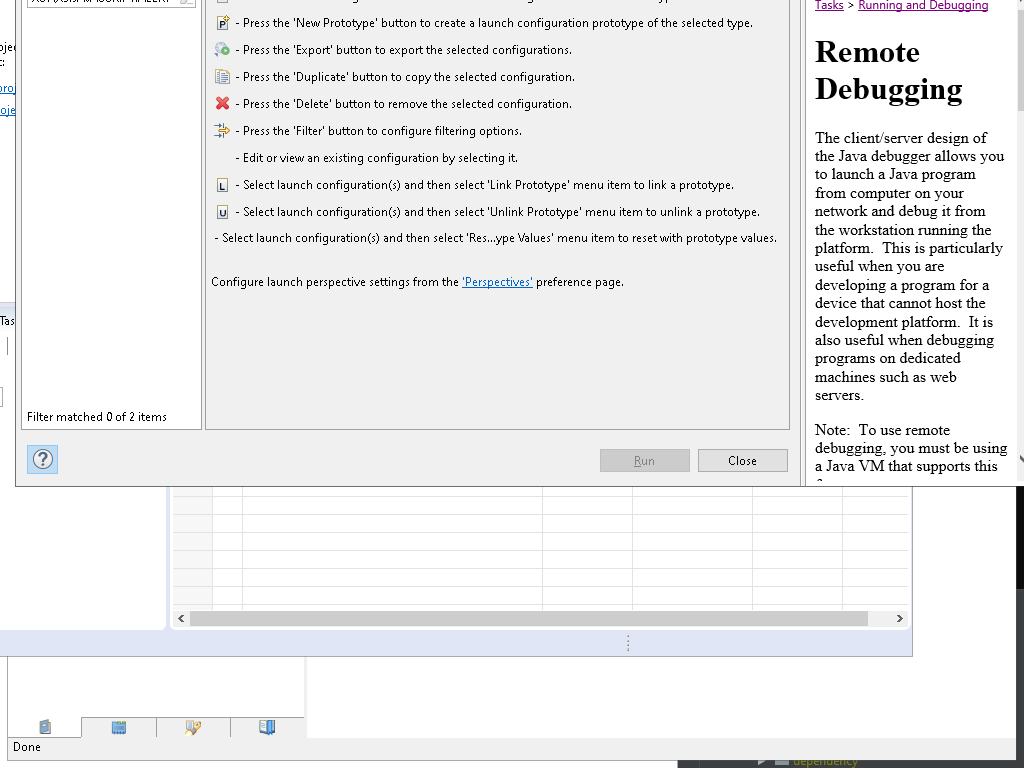 Tasks > Running and Debugging
P - Press the 'New Prototype' button to create a launch configuration prototype of the selected type.
- Press the 'Export' button to export the selected configurations.
- Press the 'Duplicate' button to copy the selected configuration.
- Press the 'Delete' button to remove the selected configuration.
- Press the 'Filter' button to configure filtering options.
- Edit or view an existing configuration by selecting it.
L - Select launch configuration(s) and then select 'Link Prototype' menu item to link a prototype.
U - Select launch configuration(s) and then select 'Unlink Prototype' menu item to unlink a prototype.
- Select launch configuration(s) and then select 'Res...ype Values' menu item to reset with prototype values.
Configure launch perspective settings from the 'Perspectives' preference page.
Filter matched 0 of 2 items
?
Run
Close
Remote
Debugging
The client/server design of
the Java debugger allows you
to launch a Java program
from computer on your
network and debug it from
the workstation running the
platform.  This is particularly
useful when you are
developing a program for a
device that cannot host the
development platform.  It is
also useful when debugging
programs on dedicated
machines such as web
servers.
Note:  To use remote
debugging, you must be using
a Java VM that supports this
Tas
Done
dependency